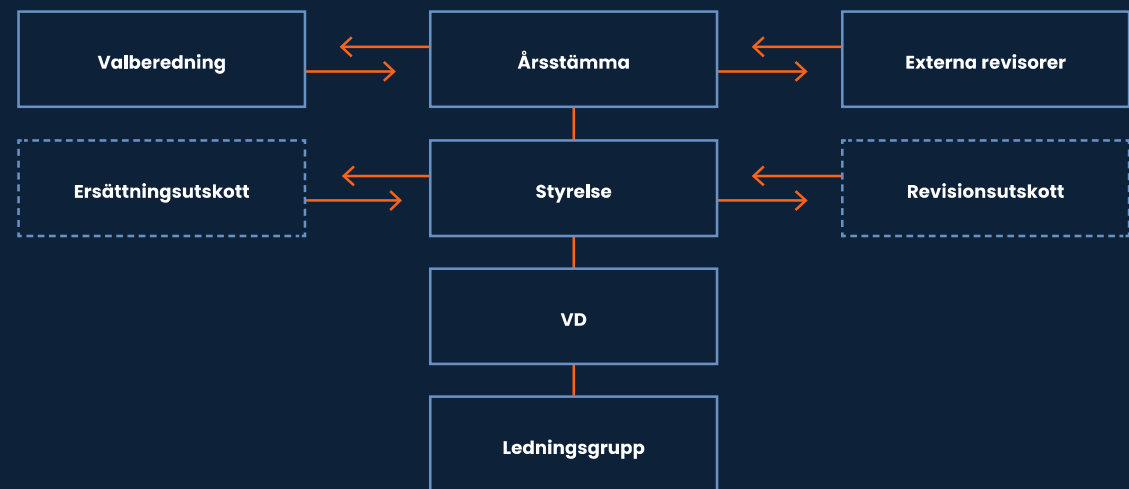 Valberedning
Årsstämma
Externa revisorer
Ersättningsutskott
Styrelse
Revisionsutskott
VD
Ledningsgrupp